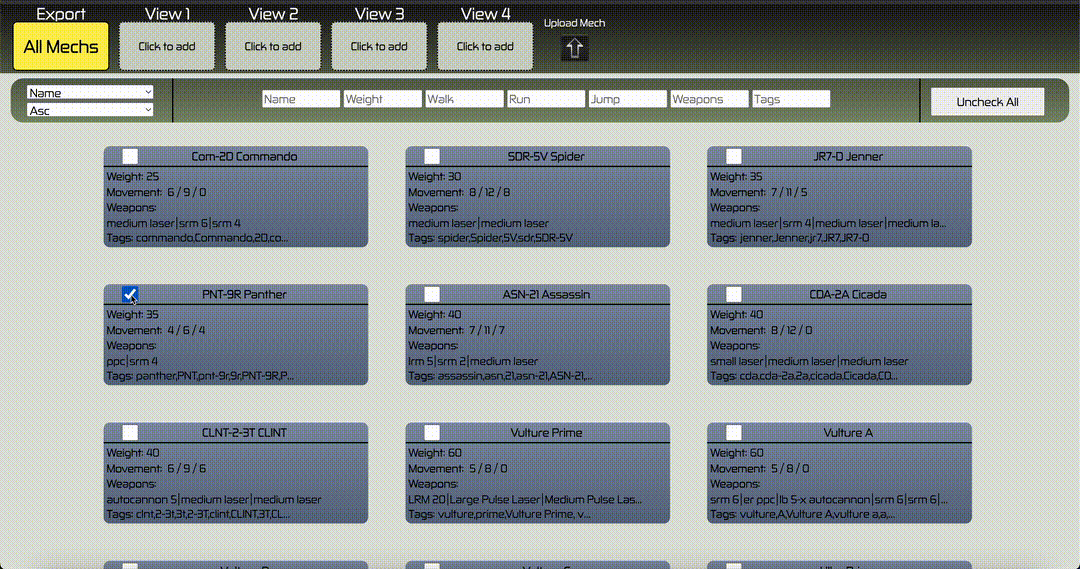 Export View 1 View 2 View 3 View 4 Upload Mech
All Mechs Click to add Click to add Click to add Click to add
Name Name Weight Walk Run Jump Weapons Tags Uncheck All
Asc
Com-2D Commando
Weight: 25
Movement: 6 / 9 / 0
Weapons:
medium laser|srm 6|srm 4
Tags: commando,Commando,2D,co...
SDR-5V Spider
Weight: 30
Movement: 8 / 12 / 8
Weapons:
medium laser|medium laser
Tags: spider,Spider,5V,sdr,SDR-5V
JR7-D Jenner
Weight: 35
Movement: 7 / 11 / 5
Weapons:
medium laser|srm 4|medium laser|medium la...
Tags: jenner,Jenner,jr7,JR7,JR7-D
PNT-9R Panther
Weight: 35
Movement: 4 / 6 / 4
Weapons:
ppc|srm 4
Tags: panther,PNT,pnt-9r,9r,PNT-9R,P...
ASN-21 Assassin
Weight: 40
Movement: 7 / 11 / 7
Weapons:
lrm 5|srm 2|medium laser
Tags: assassin,asn,21,asn-21,ASN-21,...
CDA-2A Cicada
Weight: 40
Movement: 8 / 12 / 0
Weapons:
small laser|medium laser|medium laser
Tags: cda,cda-2a,2a,cicada,Cicada,CD...
CLNT-2-3T CLINT
Weight: 40
Movement: 6 / 9 / 6
Weapons:
autocannon 5|medium laser|medium laser
Tags: clnt,2-3t,3t,2-3T,clint,CLINT,3T,CL...
Vulture Prime
Weight: 60
Movement: 5 / 8 / 0
Weapons:
LRM 20|Large Pulse Laser|Medium Pulse Las...
Tags: vulture,prime,Vulture Prime, v...
Vulture A
Weight: 60
Movement: 5 / 8 / 0
Weapons:
srm 6|er ppc|lb 5-x autocannon|srm 6|srm 6|...
Tags: vulture,A,Vulture A,vulture a,a,...